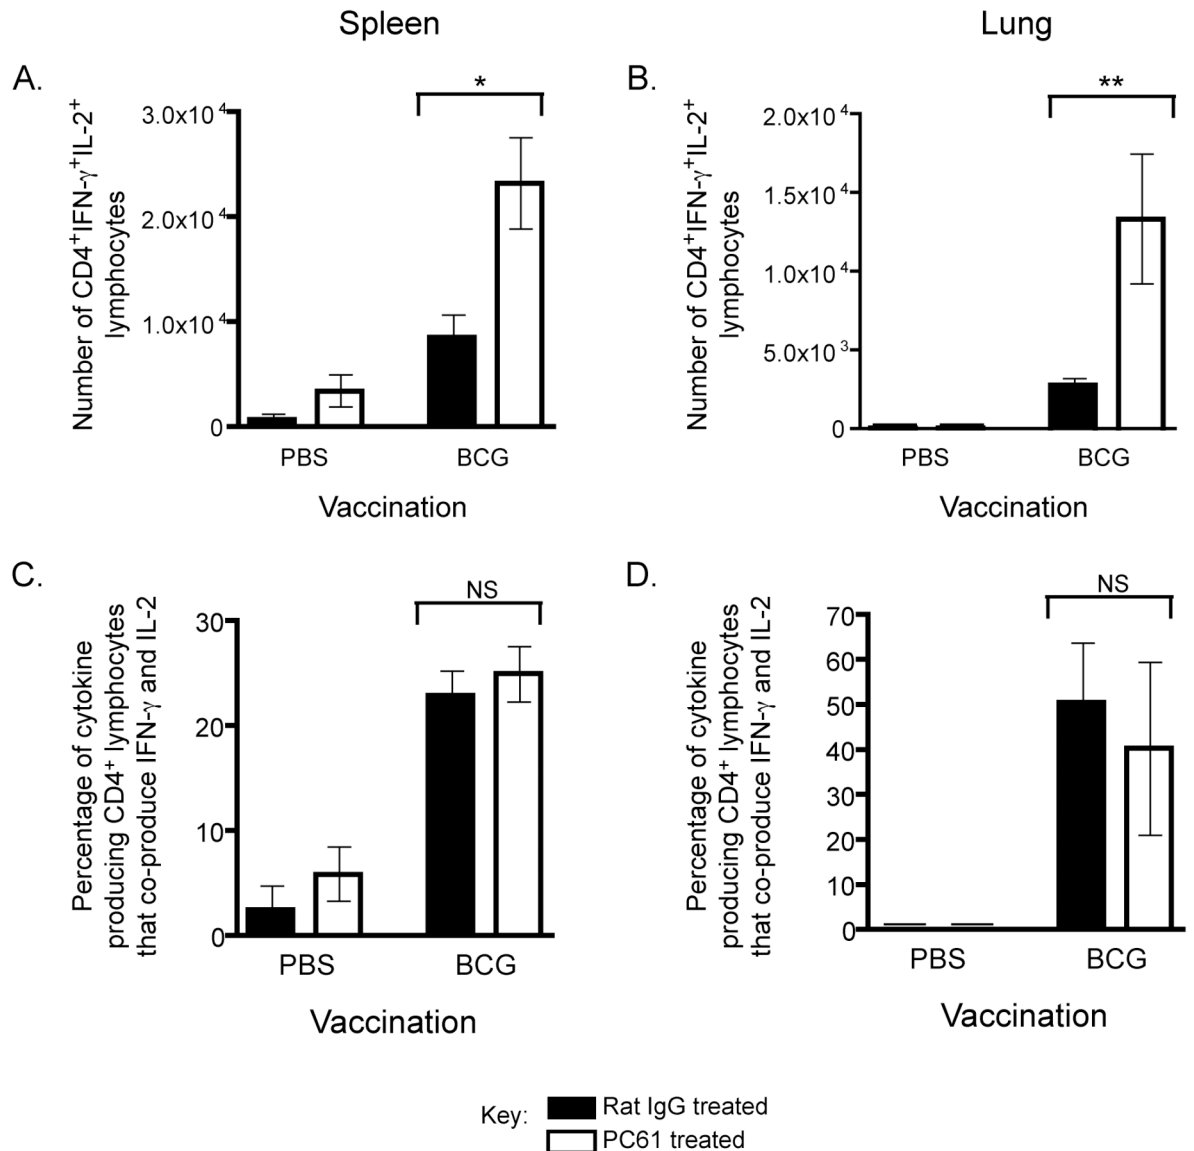 Spleen
Lung
A.
*
Number of CD4⁺IFN-γ⁺IL-2⁺
lymphocytes
3.0x10⁴
2.0x10⁴
1.0x10⁴
0
PBS
BCG
Vaccination
B.
**
Number of CD4⁺IFN-γ⁺IL-2⁺
lymphocytes
2.0x10⁴
1.5x10⁴
1.0x10⁴
5.0x10³
0
PBS
BCG
Vaccination
C.
NS
Percentage of cytokine
producing CD4⁺ lymphocytes
that co-produce IFN-γ and IL-2
30
20
10
0
PBS
BCG
Vaccination
D.
NS
Percentage of cytokine
producing CD4⁺ lymphocytes
that co-produce IFN-γ and IL-2
70
60
50
40
30
20
10
0
PBS
BCG
Vaccination
Key:
Rat IgG treated
PC61 treated